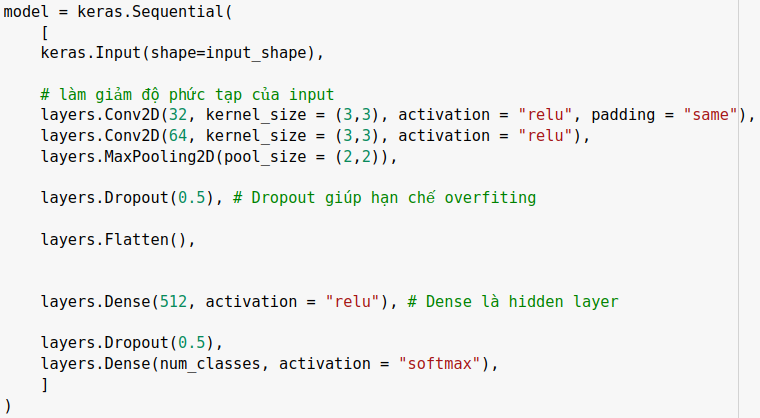 model = keras.Sequential(
    [
    keras.Input(shape=input_shape),
    # làm giảm độ phức tạp của input
    layers.Conv2D(32, kernel_size = (3,3), activation = "relu", padding = "same"),
    layers.Conv2D(64, kernel_size = (3,3), activation = "relu"),
    layers.MaxPooling2D(pool_size = (2,2)),
    layers.Dropout(0.5), # Dropout giúp hạn chế overfiting
    layers.Flatten(),
    layers.Dense(512, activation = "relu"), # Dense là hidden layer
    layers.Dropout(0.5),
    layers.Dense(num_classes, activation = "softmax"),
    ]
)